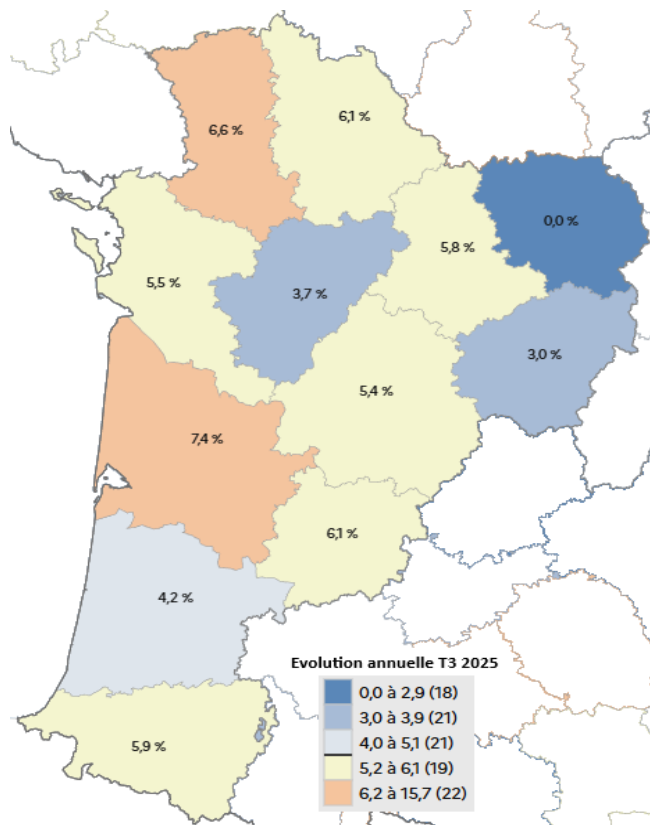 6,1 %
6,6 %
0,0 %
5,8 %
5,5 %
3,7 %
3,0 %
5,4 %
7,4 %
6,1 %
4,2 %
5,9 %
Evolution annuelle T3 2025
0,0 à 2,9 (18)
3,0 à 3,9 (21)
4,0 à 5,1 (21)
5,2 à 6,1 (19)
6,2 à 15,7 (22)